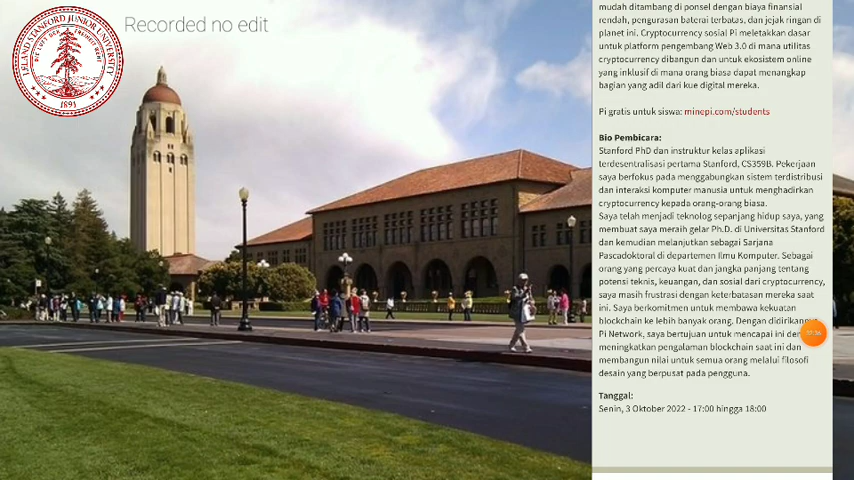 Recorded no edit
LELAND STANFORD JUNIOR UNIVERSITY
1891
mudah ditambang di ponsel dengan biaya finansial
rendah, pengurasan baterai terbatas, dan jejak ringan di
planet ini. Cryptocurrency sosial Pi meletakkan dasar
untuk platform pengembang Web 3.0 di mana utilitas
cryptocurrency dibangun dan untuk ekosistem online
yang inklusif di mana orang biasa dapat menangkap
bagian yang adil dari kue digital mereka.
Pi gratis untuk siswa: minepi.com/students
Bio Pembicara:
Stanford PhD dan instruktur kelas aplikasi
terdesentralisasi pertama Stanford, CS359B. Pekerjaan
saya berfokus pada menggabungkan sistem terdistribusi
dan interaksi komputer manusia untuk menghadirkan
cryptocurrency kepada orang-orang biasa.
Saya telah menjadi teknolog sepanjang hidup saya, yang
membuat saya meraih gelar Ph.D. di Universitas Stanford
dan kemudian melanjutkan sebagai Sarjana
Pascadoktoral di departemen Ilmu Komputer. Sebagai
orang yang percaya kuat dan jangka panjang tentang
potensi teknis, keuangan, dan sosial dari cryptocurrency,
saya masih frustrasi dengan keterbatasan mereka saat
ini. Saya berkomitmen untuk membawa kekuatan
blockchain ke lebih banyak orang. Dengan
Pi Network, saya bertujuan untuk mencapai ini
meningkatkan pengalaman blockchain saat ini dan
membangun nilai untuk semua orang melalui filosofi
desain yang berpusat pada pengguna.
Tanggal:
Senin, 3 Oktober 2022 - 17:00 hingga 18:00